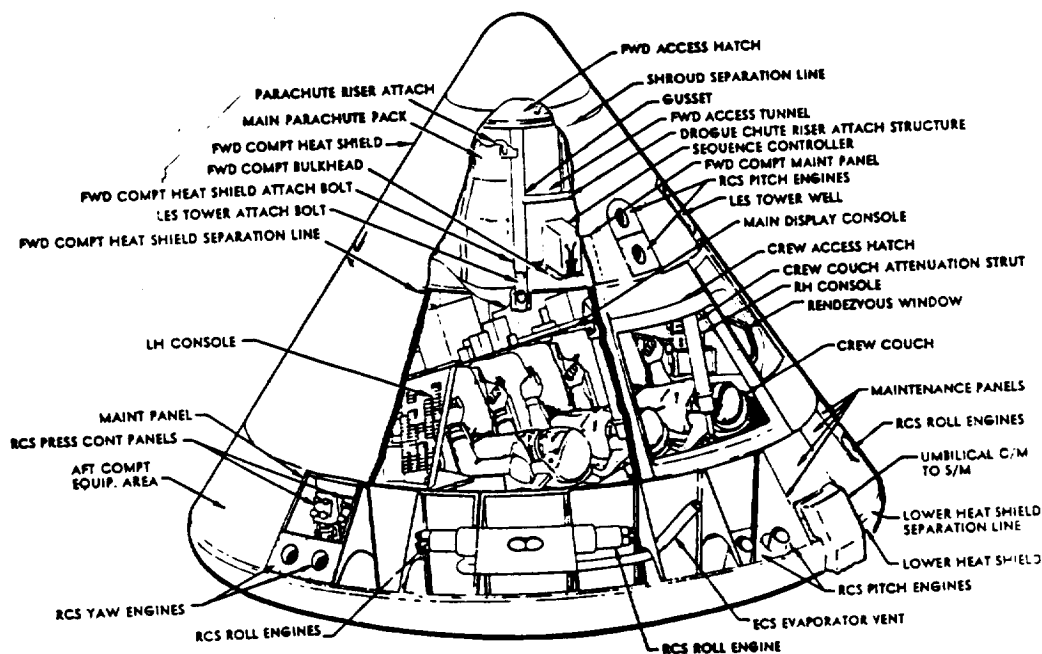 FWD ACCESS HATCH
SHROUD SEPARATION LINE
GUSSET
FWD ACCESS TUNNEL
DROGUE CHUTE RISER ATTACH STRUCTURE
SEQUENCE CONTROLLER
FWD COMPT MAINT PANEL
RCS PITCH ENGINES
LES TOWER WELL
MAIN DISPLAY CONSOLE
CREW ACCESS HATCH
CREW COUCH ATTENUATION STRUT
RH CONSOLE
RENDEZVOUS WINDOW
CREW COUCH
MAINTENANCE PANELS
RCS ROLL ENGINES
UMBILICAL C/M
TO S/M
LOWER HEAT SHIELD
SEPARATION LINE
LOWER HEAT SHIELD
RCS PITCH ENGINES
ECS EVAPORATOR VENT
RCS ROLL ENGINE
PARACHUTE RISER ATTACH
MAIN PARACHUTE PACK
FWD COMPT HEAT SHIELD
FWD COMPT BULKHEAD
FWD COMPT HEAT SHIELD ATTACH BOLT
LES TOWER ATTACH BOLT
FWD COMPT HEAT SHIELD SEPARATION LINE
LH CONSOLE
MAINT PANEL
RCS PRESS CONT PANELS
AFT COMPT
EQUIP. AREA
RCS YAW ENGINES
RCS ROLL ENGINES